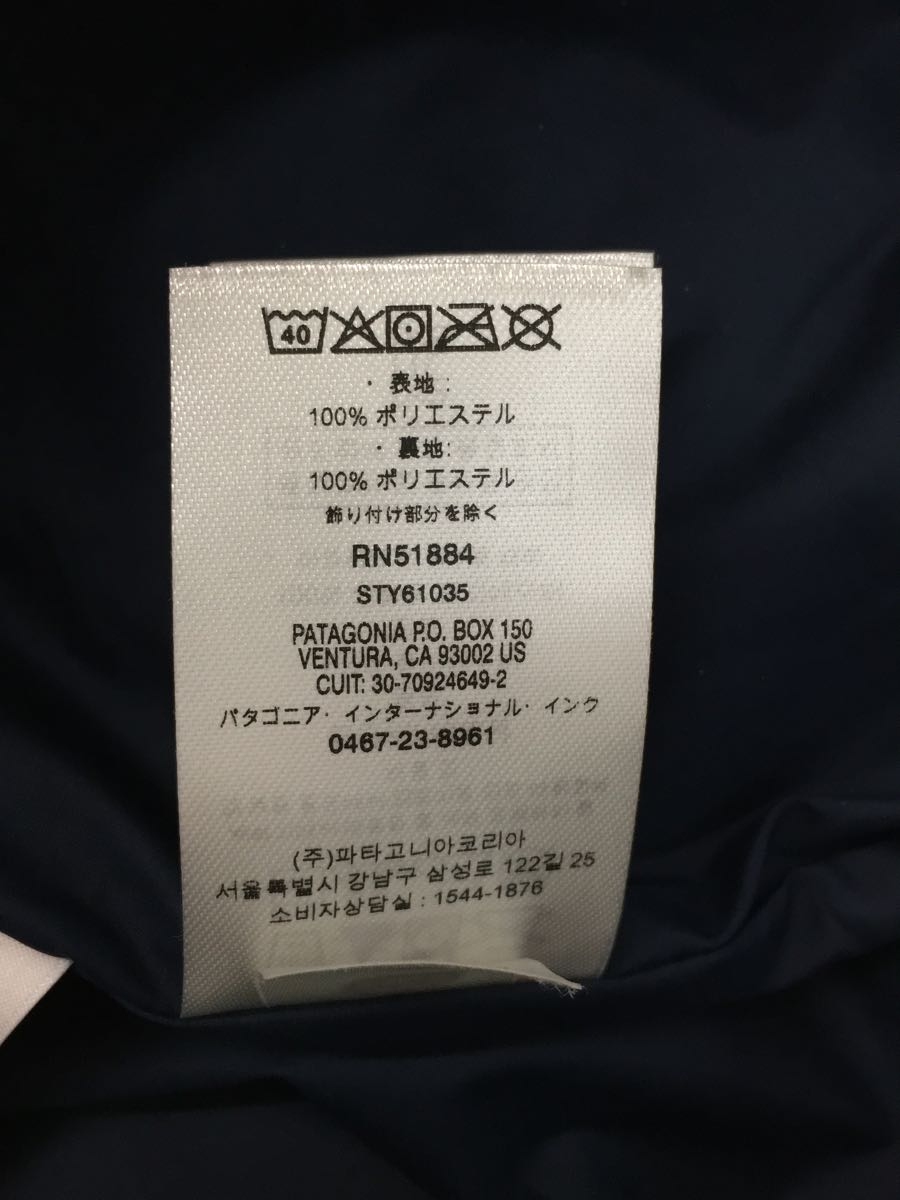 40
・表地:
100% ポリエステル
・裏地:
100% ポリエステル
飾り付け部分を除く
RN51884
STY61035
PATAGONIA P.O. BOX 150
VENTURA, CA 93002 US
CUIT: 30-70924649-2
パタゴニア・インターナショナル・インク
0467-23-8961
(주)파타고니아코리아
서울특별시 강남구 삼성로 122길 25
소비자상담실 : 1544-1876